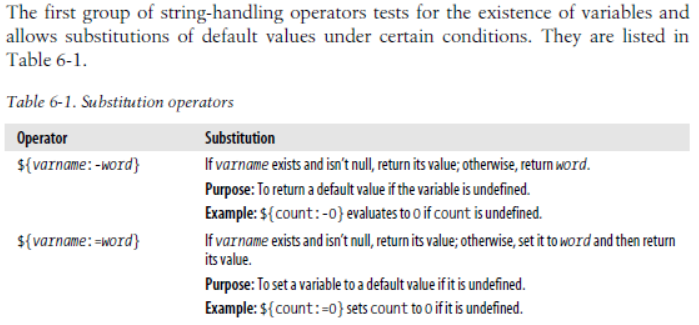 The first group of string-handling operators tests for the existence of variables and
allows substitutions of default values under certain conditions. They are listed in
Table 6-1.
Table 6-1. Substitution operators
Operator Substitution
${varname:-word} If varname exists and isn't null, return its value; otherwise, return word.
Purpose: To return a default value if the variable is undefined.
Example: ${count:-0} evaluates to 0 if count is undefined.
${varname:=word} If varname exists and isn't null, return its value; otherwise, set it to word and then return
its value.
Purpose: To set a variable to a default value if it is undefined.
Example: ${count:=0} sets count to 0 if it is undefined.